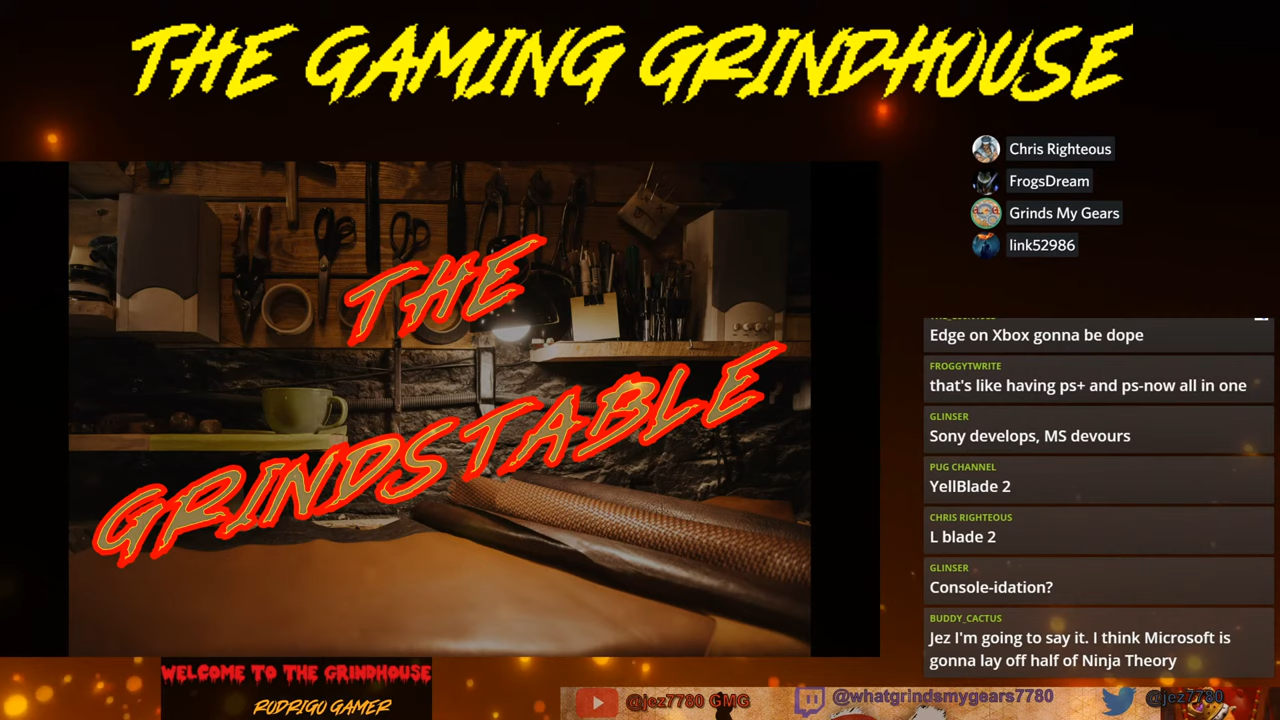 THE GAMING GRINDHOUSE
Chris Righteous
FrogsDream
Grinds My Gears
link52986
THE
GRINDSTABLE
Edge on Xbox gonna be dope
FROGGYTWRITE
that's like having ps+ and ps-now all in one
GLINSER
Sony develops, MS devours
PUG CHANNEL
YellBlade 2
CHRIS RIGHTEOUS
L blade 2
GLINSER
Console-idation?
BUDDY_CACTUS
Jez I'm going to say it. I think Microsoft is
gonna lay off half of Ninja Theory
WELCOME TO THE GRINDHOUSE
RODRIGO GAMER
@jez7780 GMG
@whatgrindsmygears7780
@jez7780